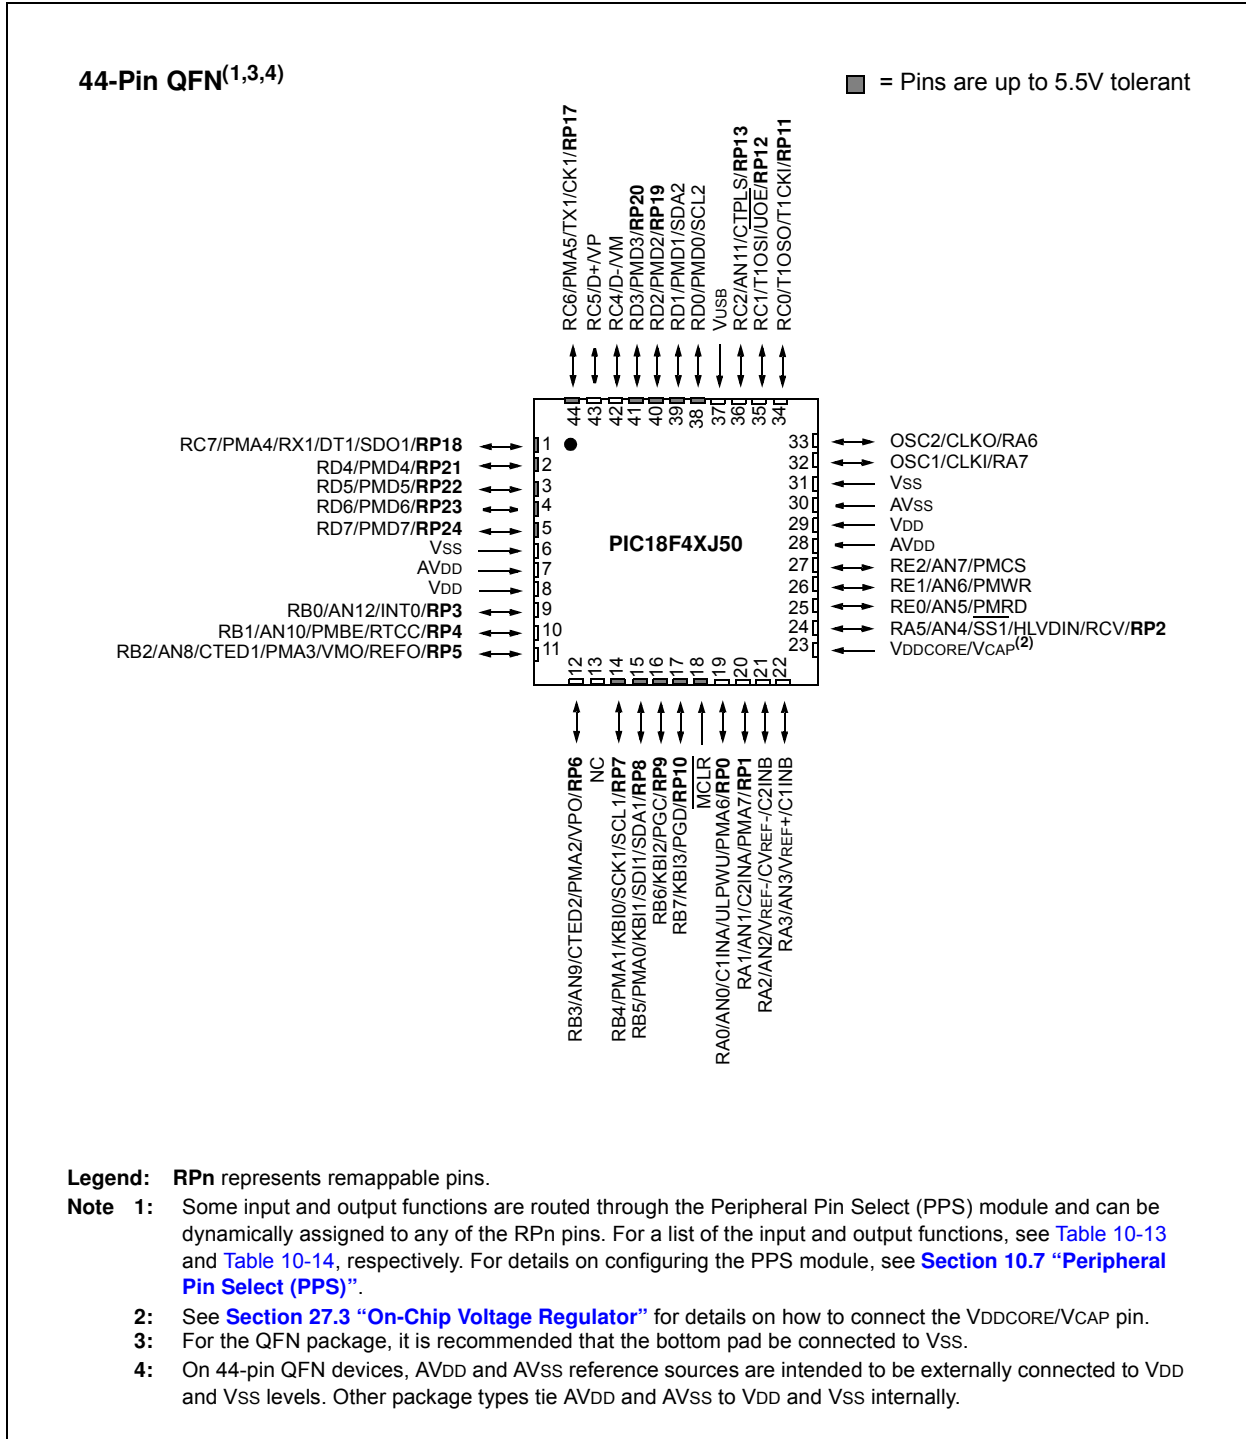 44-Pin QFN(1,3,4)
= Pins are up to 5.5V tolerant
RC6/PMA5/TX1/CK1/RP17
RC5/D+/VP
RC4/D-/VM
RD3/PMD3/RP20
RD2/PMD2/RP19
RD1/PMD1/SDA2
RD0/PMD0/SCL2
VUSB
RC2/AN11/CTPLS/RP13
RC1/T1OSI/UOE/RP12
RC0/T1OSO/T1CKI/RP11
44
43
42
41
40
39
38
37
36
35
34
RC7/PMA4/RX1/DT1/SDO1/RP18 1
RD4/PMD4/RP21 2
RD5/PMD5/RP22 3
RD6/PMD6/RP23 4
RD7/PMD7/RP24 5
VSS 6
AVDD 7
VDD 8
RB0/AN12/INT0/RP3 9
RB1/AN10/PMBE/RTCC/RP4 10
RB2/AN8/CTED1/PMA3/VMO/REFO/RP5 11
PIC18F4XJ50
33 OSC2/CLKO/RA6
32 OSC1/CLKI/RA7
31 VSS
30 AVSS
29 VDD
28 AVDD
27 RE2/AN7/PMCS
26 RE1/AN6/PMWR
25 RE0/AN5/PMRD
24 RA5/AN4/SS1/HLVDIN/RCV/RP2
23 VDDCORE/VCAP(2)
12
13
14
15
16
17
18
19
20
21
22
RB3/AN9/CTED2/PMA2/VPO/RP6
NC
RB4/PMA1/KBI0/SCK1/SCL1/RP7
RB5/PMA0/KBI1/SDI1/SDA1/RP8
RB6/KBI2/PGC/RP9
RB7/KBI3/PGD/RP10
MCLR
RA0/AN0/C1INA/ULPWU/PMA6/RP0
RA1/AN1/C2INA/PMA7/RP1
RA2/AN2/VREF-/CVREF-/C2INB
RA3/AN3/VREF+/C1INB
Legend: RPn represents remappable pins.
Note 1: Some input and output functions are routed through the Peripheral Pin Select (PPS) module and can be
dynamically assigned to any of the RPn pins. For a list of the input and output functions, see Table 10-13
and Table 10-14, respectively. For details on configuring the PPS module, see Section 10.7 “Peripheral
Pin Select (PPS)”.
2: See Section 27.3 “On-Chip Voltage Regulator” for details on how to connect the VDDCORE/VCAP pin.
3: For the QFN package, it is recommended that the bottom pad be connected to VSS.
4: On 44-pin QFN devices, AVDD and AVSS reference sources are intended to be externally connected to VDD
and VSS levels. Other package types tie AVDD and AVSS to VDD and VSS internally.